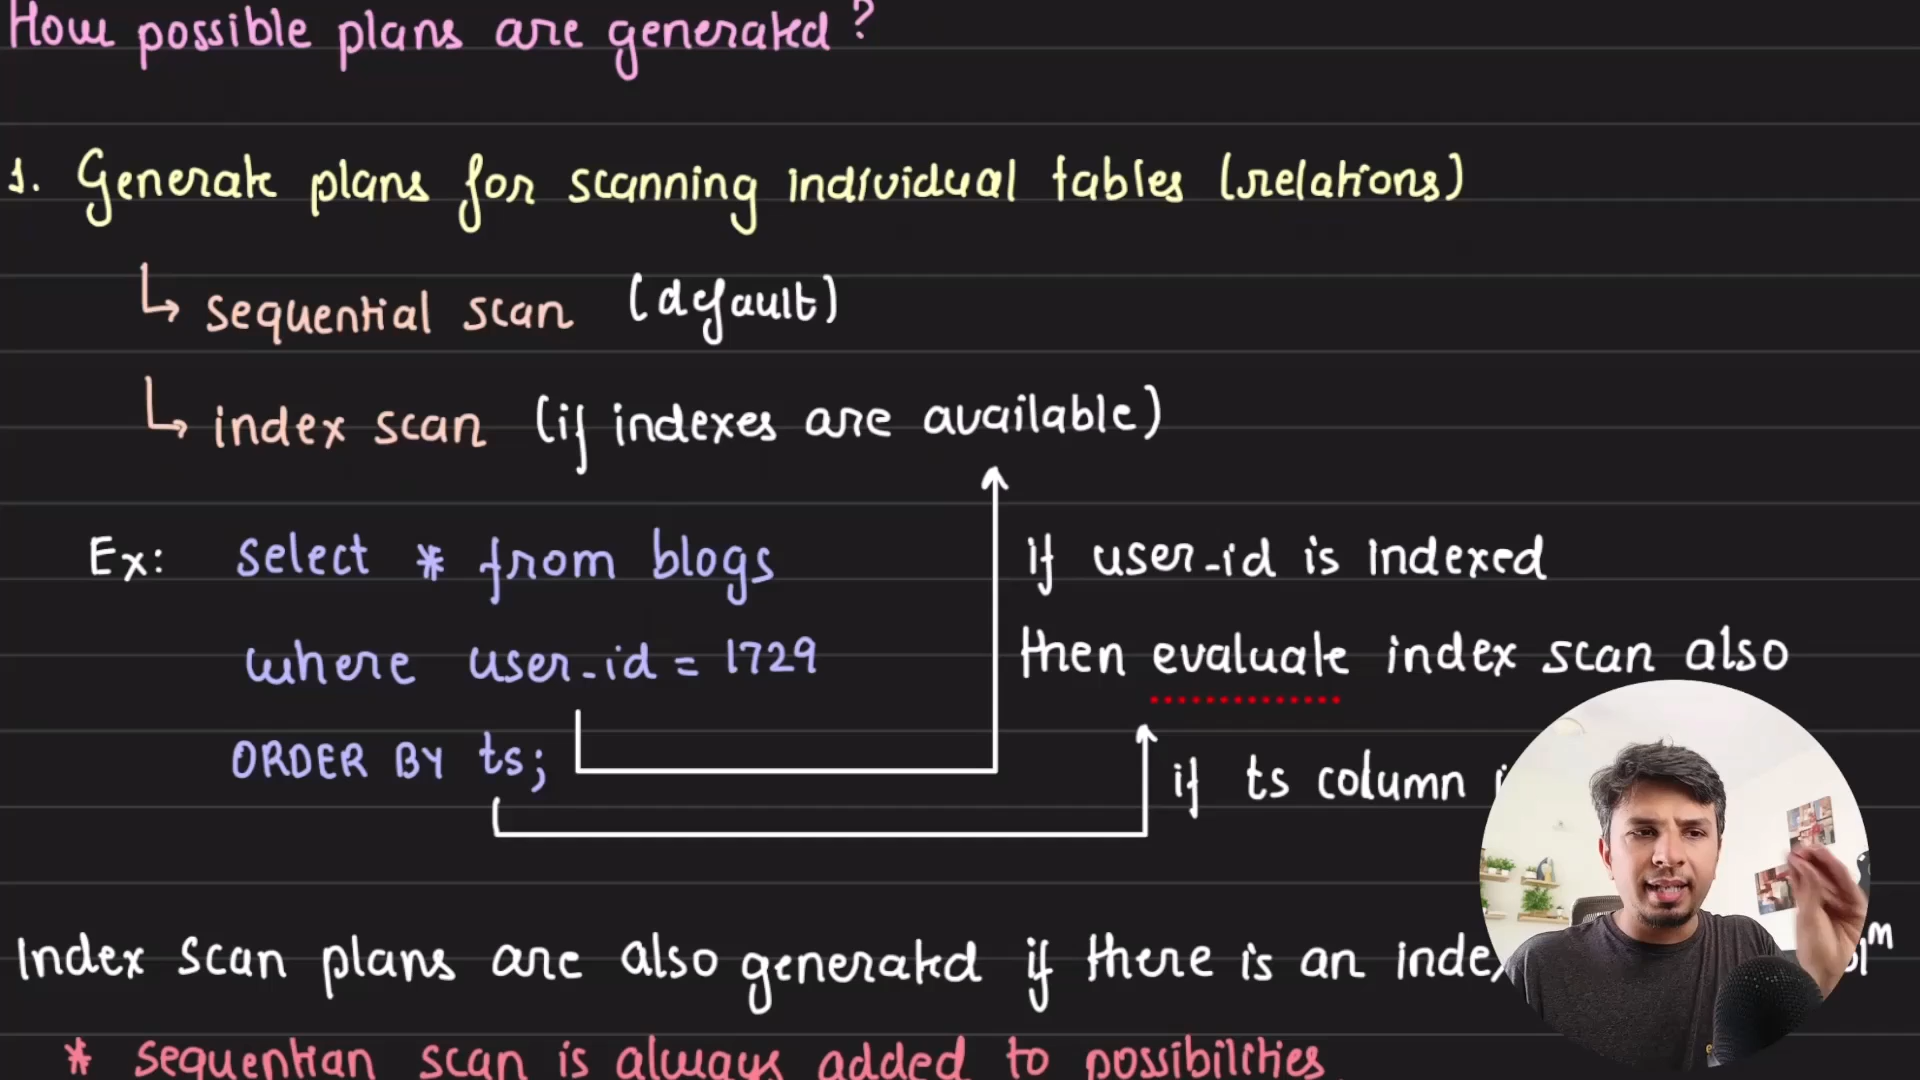 How possible plans are generated?
1. Generate plans for scanning individual tables (relations)
↳ sequential scan (default)
↳ index scan (if indexes are available)
Ex: select * from blogs
where user_id = 1729
ORDER BY ts;
if user_id is indexed
then evaluate index scan also
if ts column
Index scan plans are also generated if there is an
* sequentian scan is always added to possibilities